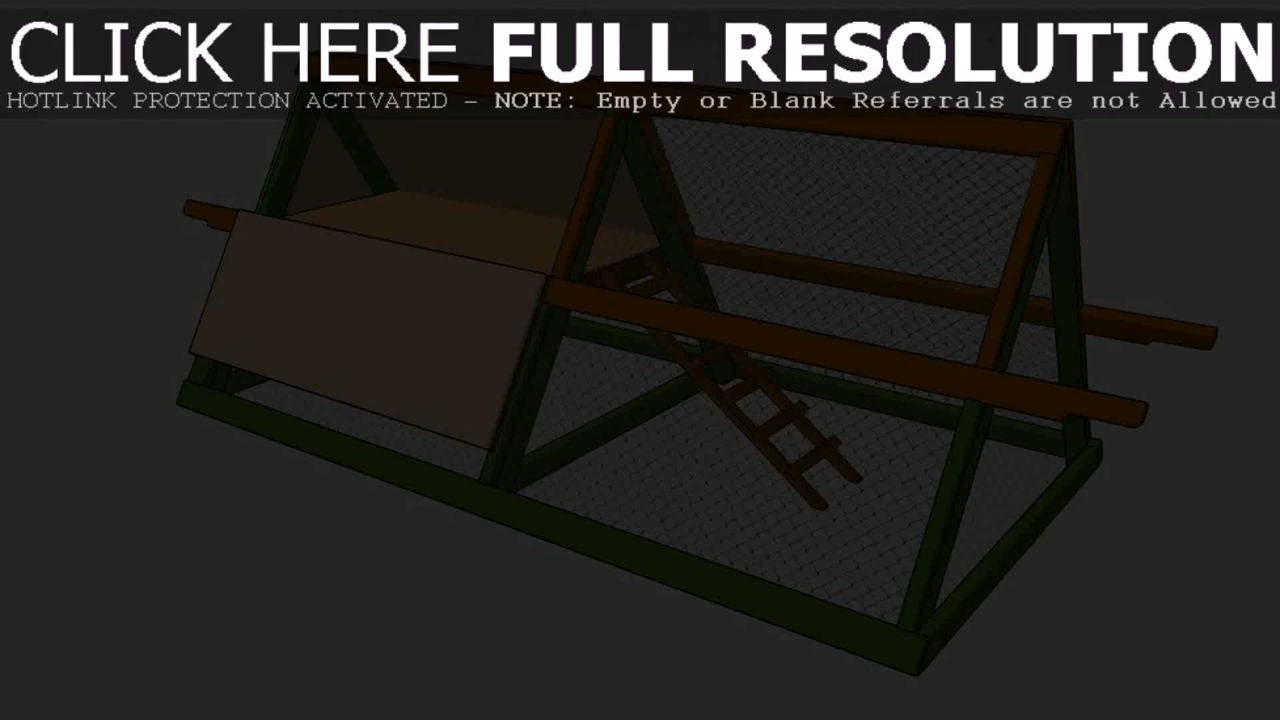 CLICK HERE FULL RESOLUTION
HOTLINK PROTECTION ACTIVATED – NOTE: Empty or Blank Referrals are not Allowed